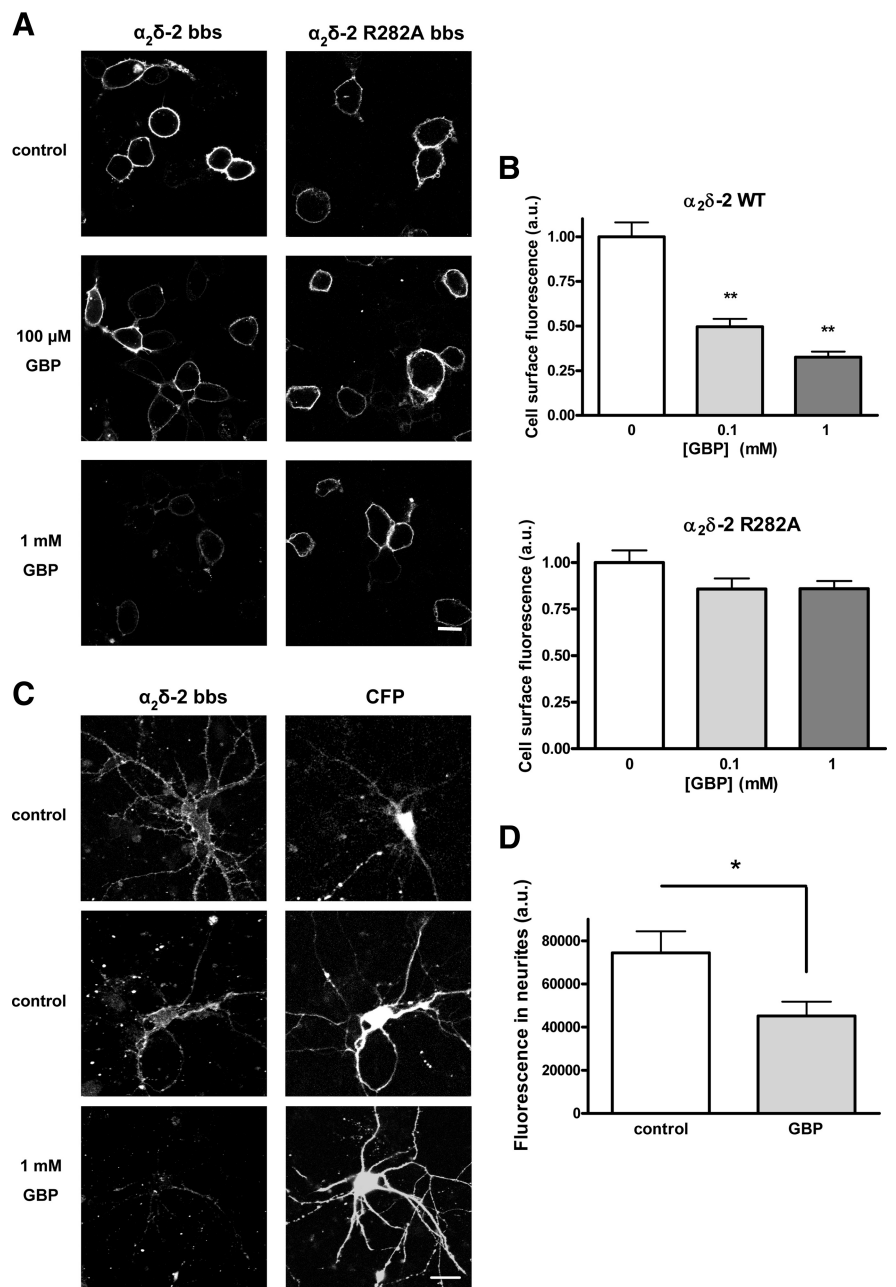 A
α2δ-2 bbs
α2δ-2 R282A bbs
control
100 µM
GBP
1 mM
GBP
B
α2δ-2 WT
Cell surface fluorescence (a.u.)
1.00
0.75
0.50
0.25
0.00
**
**
0
0.1
1
[GBP] (mM)
α2δ-2 R282A
Cell surface fluorescence (a.u.)
1.00
0.75
0.50
0.25
0.00
0
0.1
1
[GBP] (mM)
C
α2δ-2 bbs
CFP
control
control
1 mM
GBP
D
Fluorescence in neurites (a.u.)
80000
60000
40000
20000
0
*
control
GBP